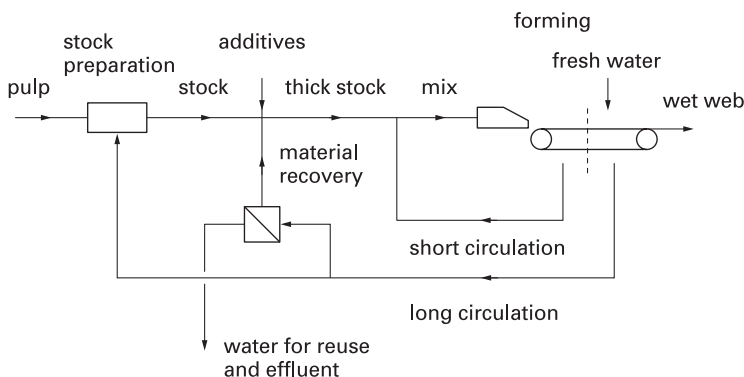 forming
stock
preparation
additives
fresh water
pulp
stock
thick stock
mix
wet web
material
recovery
short circulation
long circulation
water for reuse
and effluent